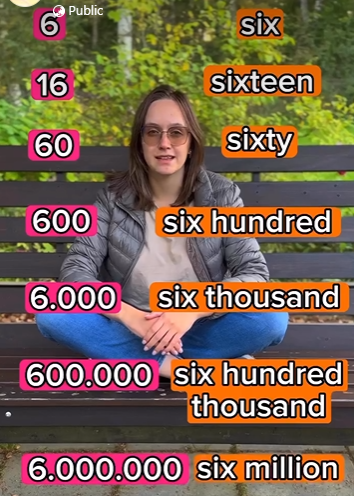 Public
6 six
16 sixteen
60 sixty
600 six hundred
6.000 six thousand
600.000 six hundred
thousand
6.000.000 six million